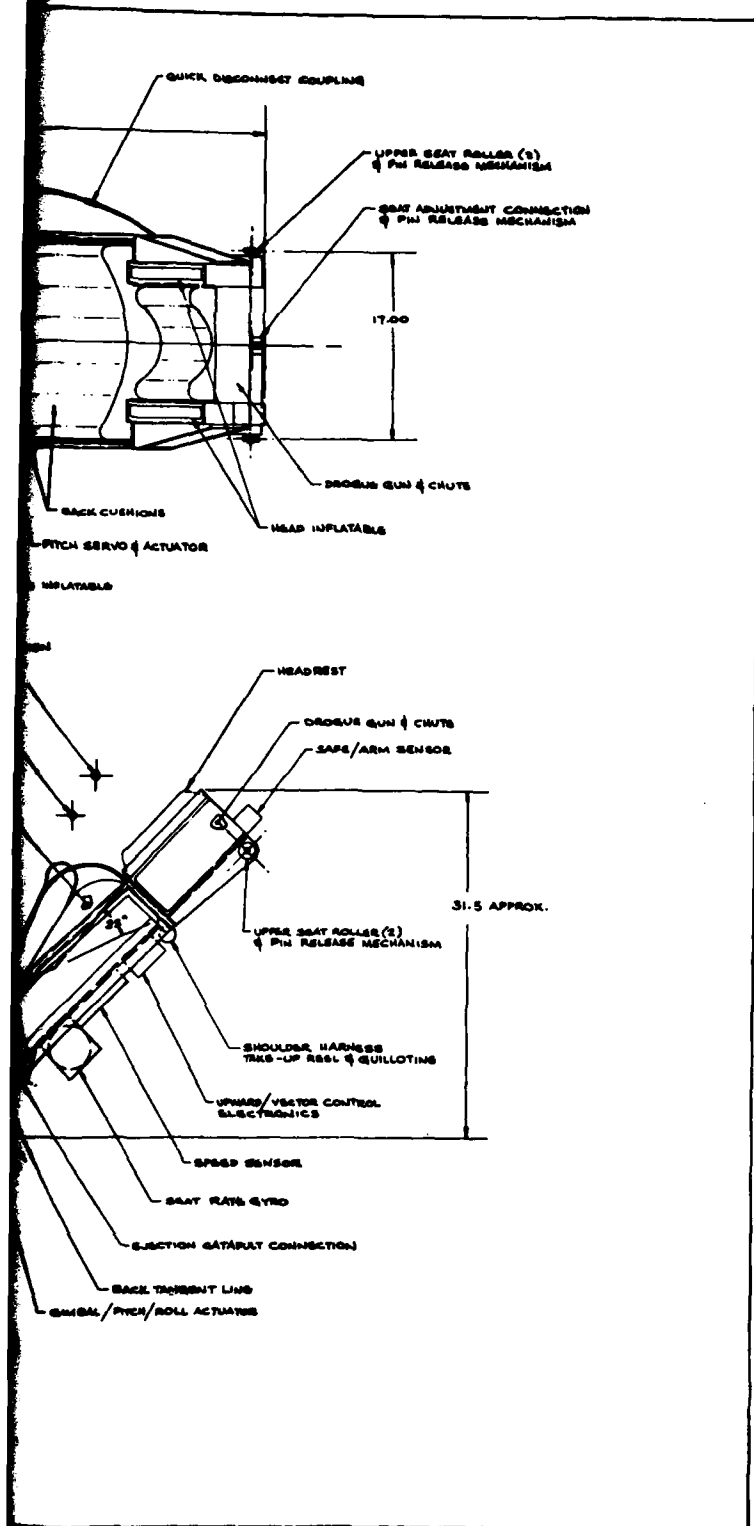 QUICK DISCONNECT COUPLING
UPPER SEAT ROLLER (2)
& PIN RELEASE MECHANISM
SEAT ADJUSTMENT CONNECTION
& PIN RELEASE MECHANISM
17.00
DROGUE GUN & CHUTE
BACK CUSHIONS
HEAD INFLATABLE
PITCH SERVO & ACTUATOR
INFLATABLE
HEADREST
DROGUE GUN & CHUTE
SAFE/ARM SENSOR
31.5 APPROX.
UPPER SEAT ROLLER (2)
& PIN RELEASE MECHANISM
SHOULDER HARNESS
TAKE-UP REEL & GUILLOTINE
UPWARD/VECTOR CONTROL
ELECTRONICS
SPEED SENSOR
SEAT RATE GYRO
EJECTION CATAPULT CONNECTION
BACK TANGENT LINE
GIMBAL/PITCH/ROLL ACTUATOR